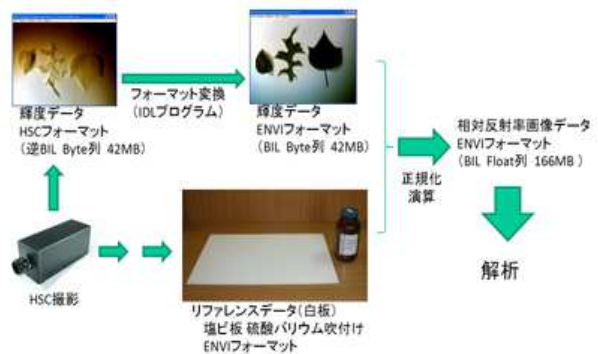 輝度データ
HSCフォーマット
(逆BIL Byte列 42MB)
フォーマット変換
(IDLプログラム)
輝度データ
ENVIフォーマット
(BIL Byte列 42MB)
正規化
演算
相対反射率画像データ
ENVIフォーマット
(BIL Float列 166MB )
解析
HSC撮影
リファレンスデータ(白板)
塩ビ板 硫酸バリウム吹付け
ENVIフォーマット